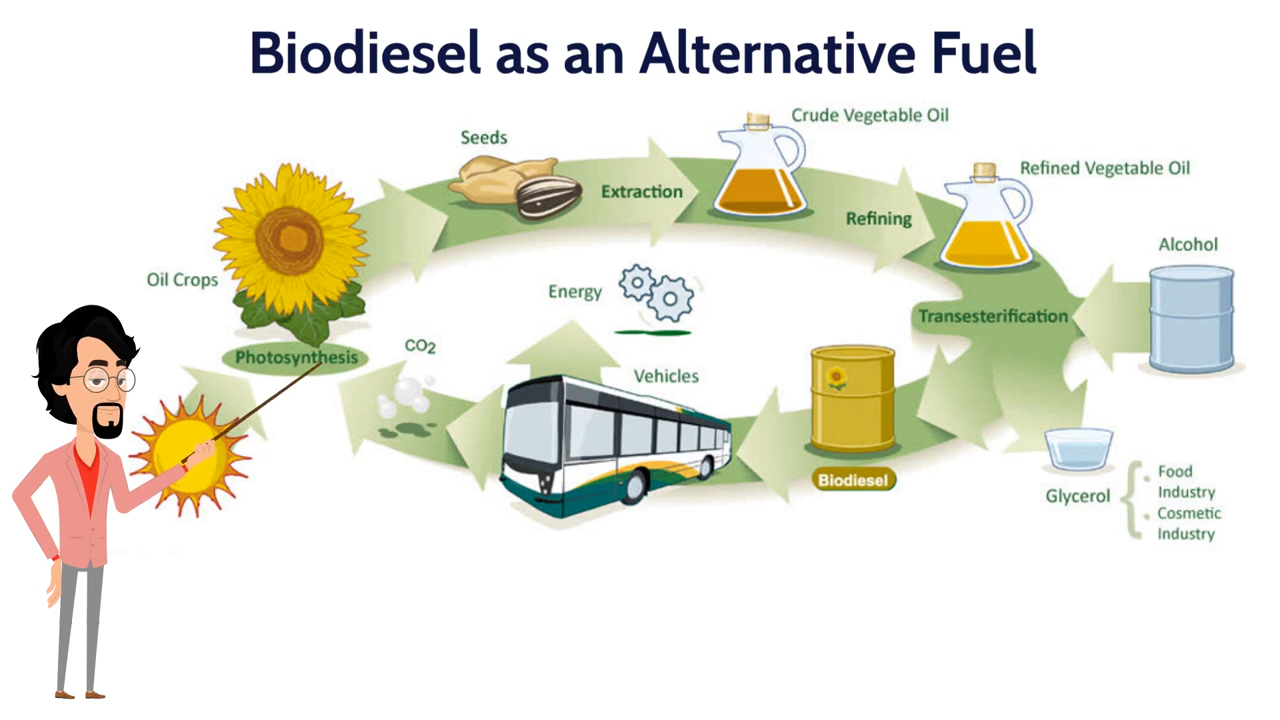 Biodiesel as an Alternative Fuel
Crude Vegetable Oil
Seeds
Refined Vegetable Oil
Extraction
Refining
Alcohol
Oil Crops
Energy
Transesterification
CO2
Photosynthesis
Vehicles
Biodiesel
Glycerol
Food
Industry
Cosmetic
Industry